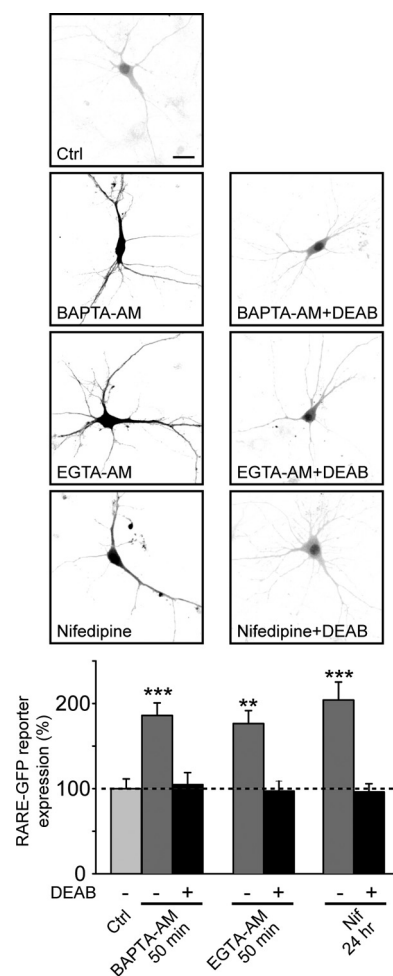 Ctrl
BAPTA-AM
BAPTA-AM+DEAB
EGTA-AM
EGTA-AM+DEAB
Nifedipine
Nifedipine+DEAB
RARE-GFP reporter
expression (%)
200
100
0
***
**
***
DEAB - - + - + - +
Ctrl
BAPTA-AM
50 min
EGTA-AM
50 min
Nif
24 hr